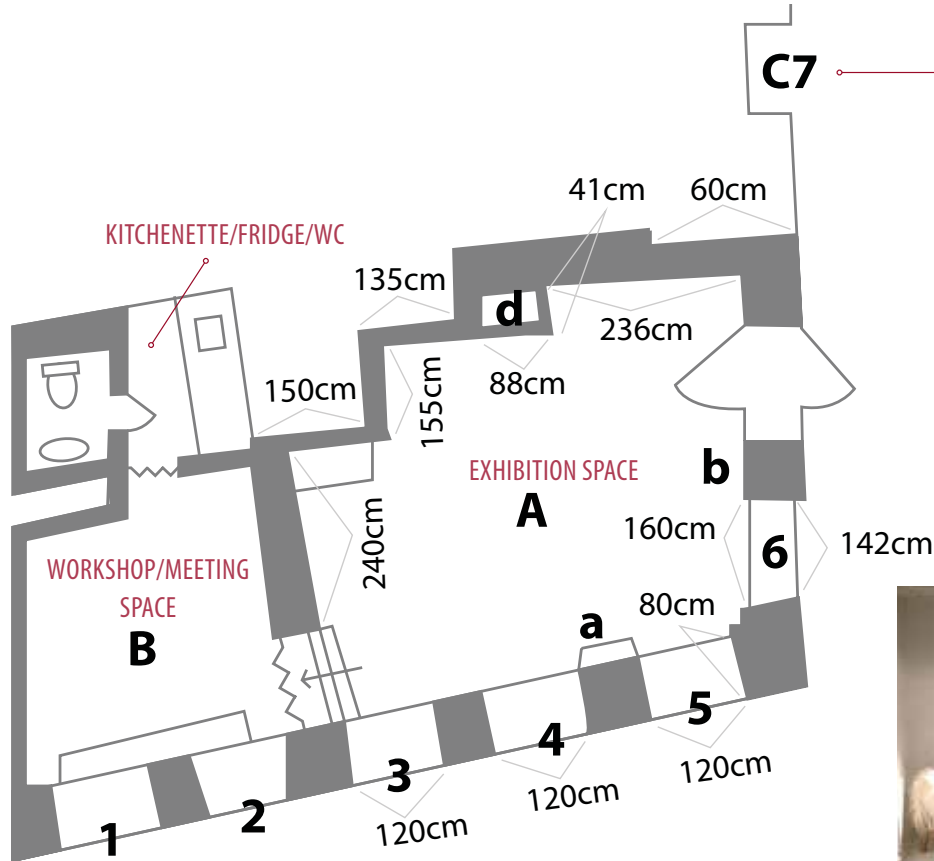 C7
41cm
60cm
KITCHENETTE/FRIDGE/WC
135cm
d
236cm
88cm
150cm
155cm
EXHIBITION SPACE
A
b
240cm
160cm
6
142cm
WORKSHOP/MEETING
SPACE
B
80cm
a
5
4
3
2
1
120cm
120cm
120cm